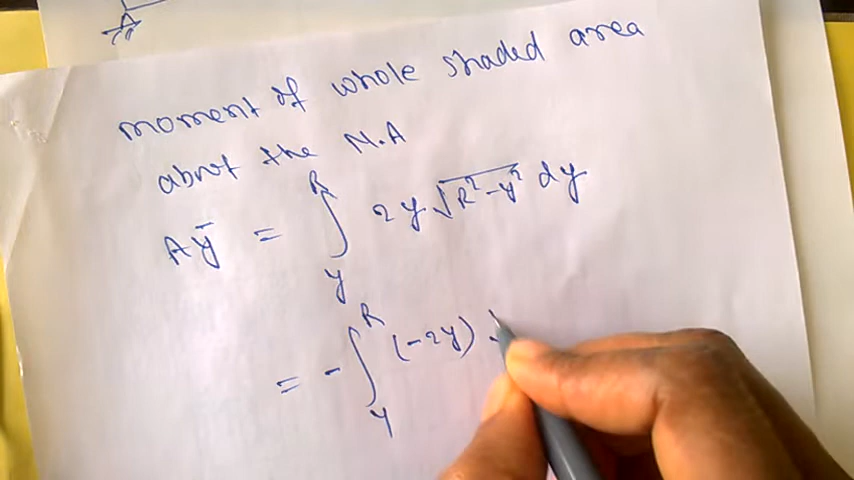 moment of whole shaded area
about the N.A
Aȳ = ∫_y^R 2y√(R²-y²) dy
= - ∫_y^R (-2y)